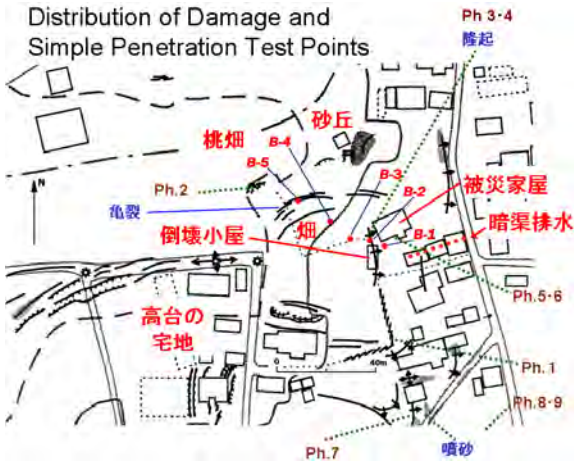 Distribution of Damage and
Simple Penetration Test Points
Ph 3・4
隆起
砂丘
桃畑
B-4
B-5
B-3
Ph.2
N
B-2
被災家屋
亀裂
畑
B-1
暗渠排水
倒壊小屋
Ph.5・6
高台の
宅地
0
40m
Ph.1
Ph.8・9
Ph.7
噴砂